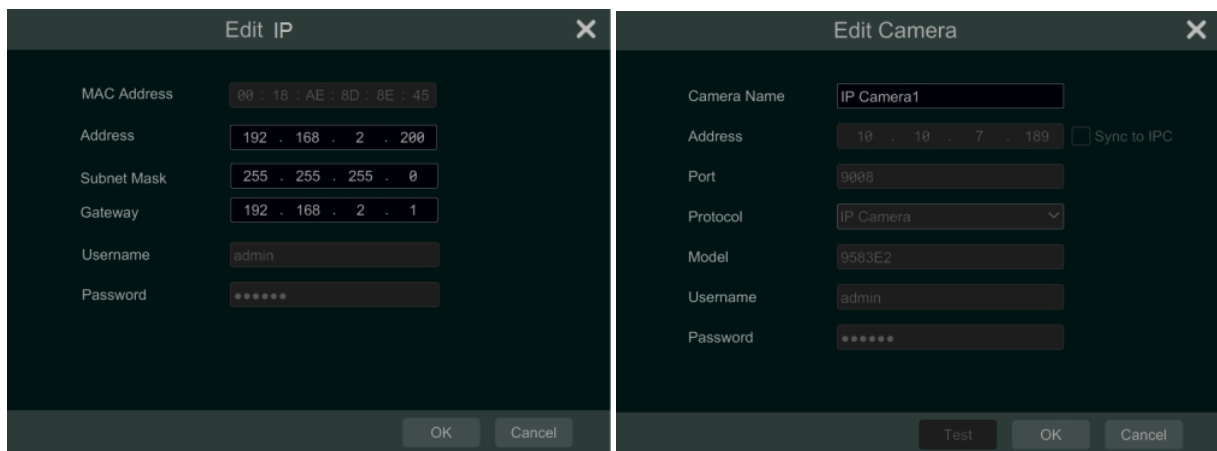 Edit IP
MAC Address 00 : 18 : AE : 8D : 8E : 45
Address 192 . 168 . 2 . 200
Subnet Mask 255 . 255 . 255 . 0
Gateway 192 . 168 . 2 . 1
Username admin
Password ●●●●●●
OK Cancel
Edit Camera
Camera Name IP Camera1
Address 10 . 10 . 7 . 189 Sync to IPC
Port 9008
Protocol IP Camera
Model 9583E2
Username admin
Password ●●●●●●
Test OK Cancel